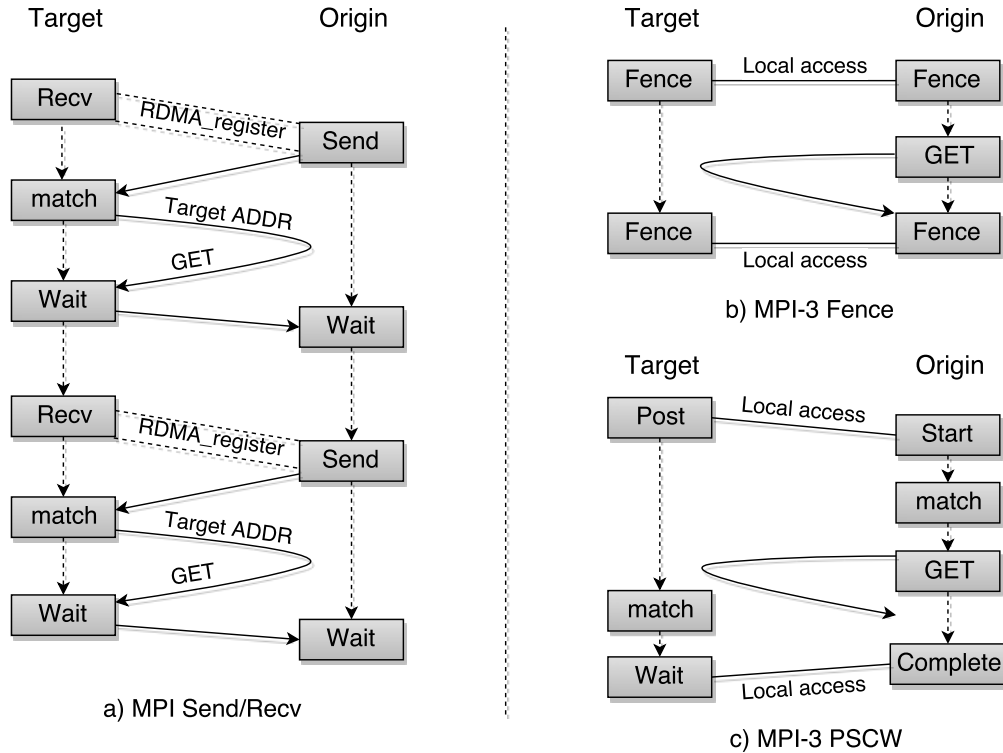 Target
Origin
Recv
RDMA_register
Send
match
Target ADDR
GET
Wait
Wait
Recv
RDMA_register
Send
match
Target ADDR
GET
Wait
Wait
a) MPI Send/Recv
Target
Origin
Fence
Local access
Fence
GET
Fence
Local access
Fence
b) MPI-3 Fence
Target
Origin
Post
Local access
Start
match
GET
match
Wait
Local access
Complete
c) MPI-3 PSCW